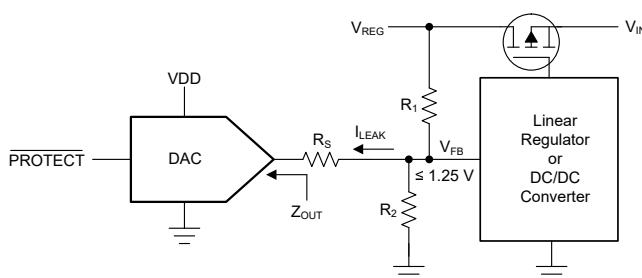 V_REG
V_IN
VDD
R_1
Linear
Regulator
or
DC/DC
Converter
PROTECT
DAC
R_S
I_LEAK
V_FB
≤ 1.25 V
Z_OUT
R_2